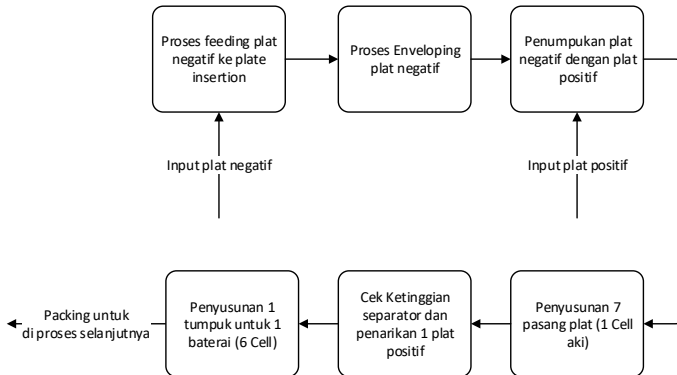 Proses feeding plat
negatif ke plate
insertion
Proses Enveloping
plat negatif
Penumpukan plat
negatif dengan plat
positif
Input plat negatif
Input plat positif
Penyusunan 7
pasang plat (1 Cell
aki)
Cek Ketinggian
separator dan
penarikan 1 plat
positif
Penyusunan 1
tumpuk untuk 1
baterai (6 Cell)
Packing untuk
di proses selanjutnya